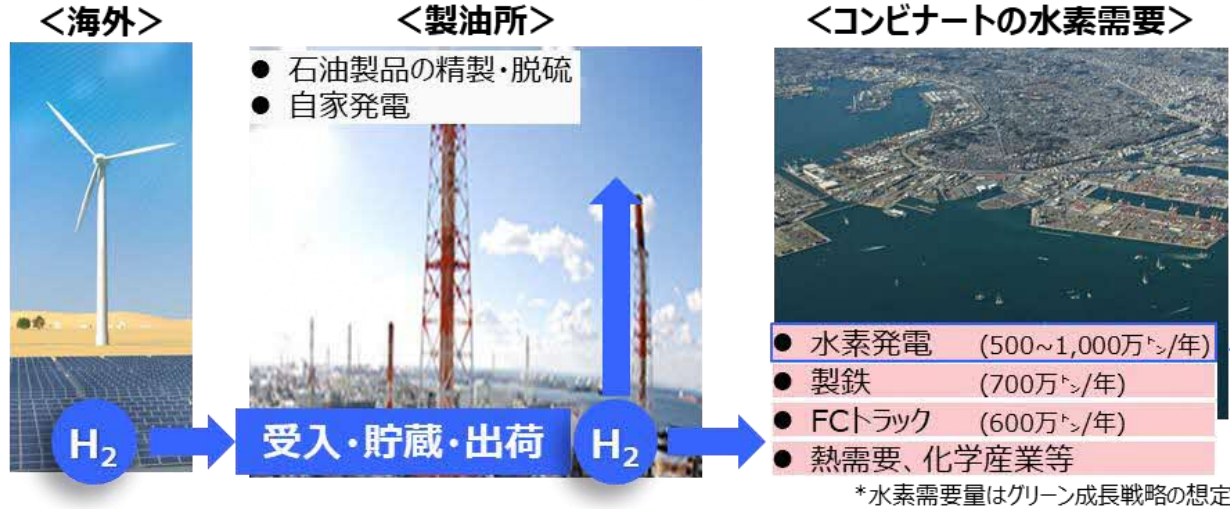 ＜海外＞
＜製油所＞
＜コンビナートの水素需要＞
● 石油製品の精製・脱硫
● 自家発電
● 水素発電 (500~1,000万㌧/年)
● 製鉄 (700万㌧/年)
● FCトラック (600万㌧/年)
● 熱需要、化学産業等
H₂
受入・貯蔵・出荷
H₂
*水素需要量はグリーン成長戦略の想定